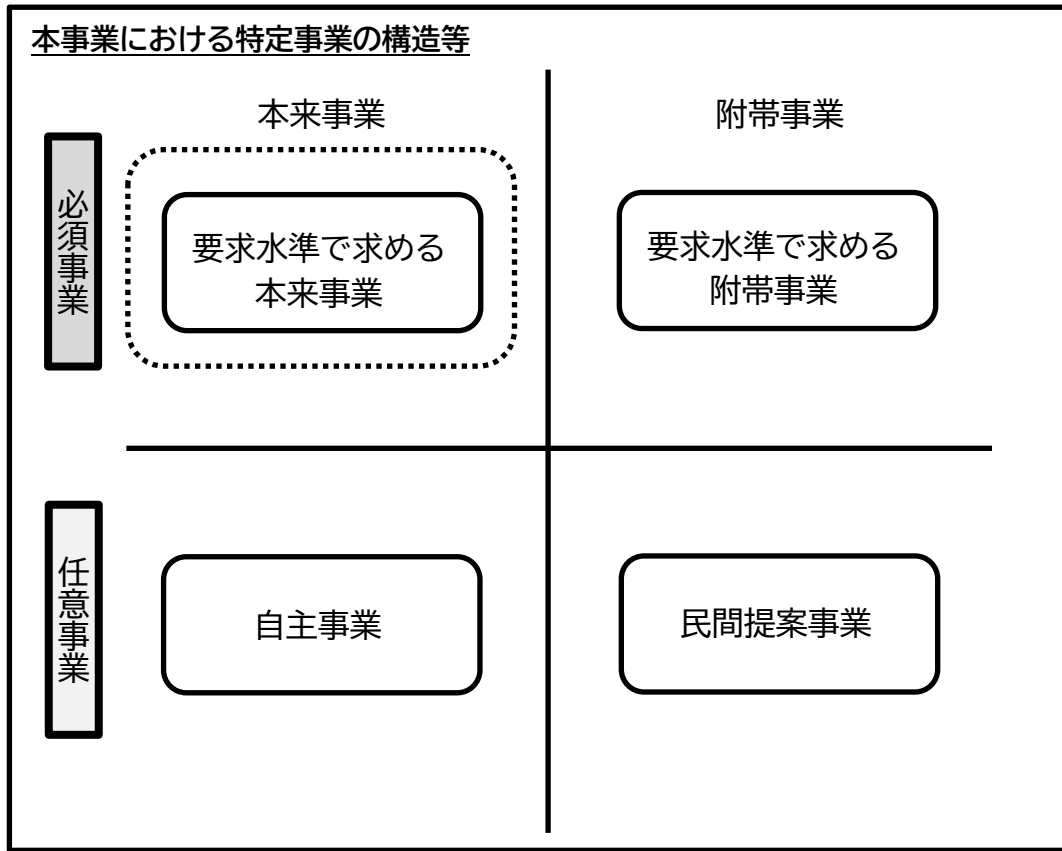 本事業における特定事業の構造等
本来事業
附帯事業
必須事業
要求水準で求める
本来事業
要求水準で求める
附帯事業
任意事業
自主事業
民間提案事業